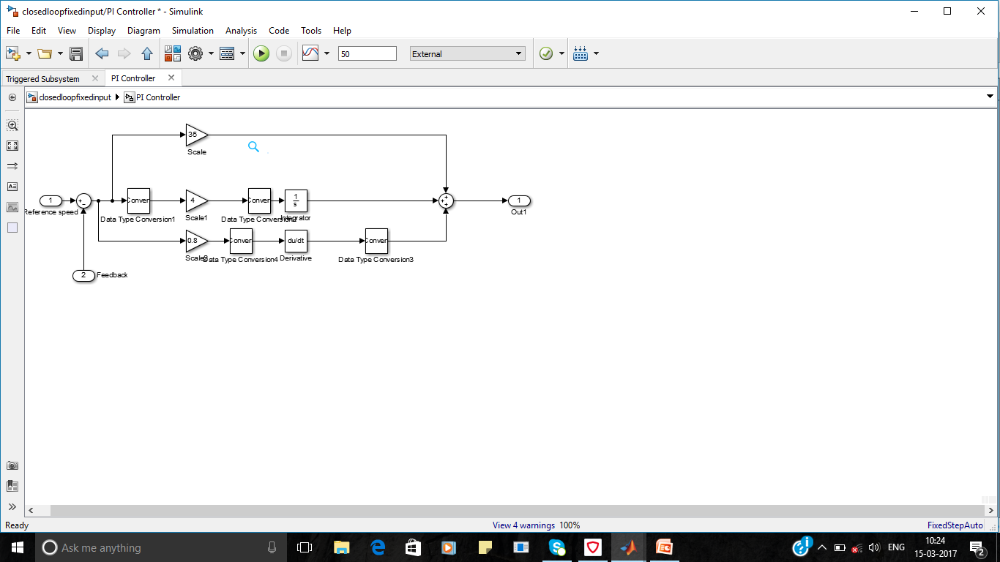 closedloopfixedinput/PI Controller * - Simulink
File Edit View Display Diagram Simulation Analysis Code Tools Help
50 External
Triggered Subsystem PI Controller
closedloopfixedinput PI Controller
35
Scale
1 + - Conver 4 Conver 1/s + + + 1
Reference speed Data Type Conversion1 Scale1 Data Type Conversion Integrator Out1
0.8 Conver du/dt Conver
Data Type Conversion4 Derivative Data Type Conversion3
2 Feedback
Ready View 4 warnings 100% FixedStepAuto
Ask me anything ENG 10:24
15-03-2017 2